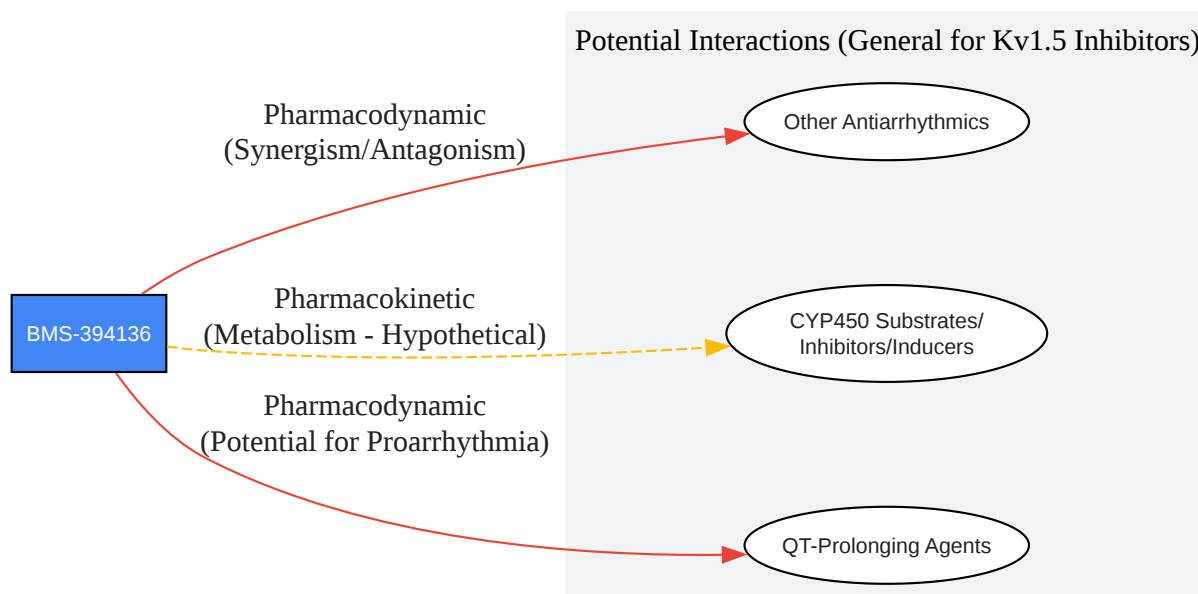 Potential Interactions (General for Kv1.5 Inhibitors)
Pharmacodynamic
(Synergism/Antagonism)
Other Antiarrhythmics
BMS-394136
Pharmacokinetic
(Metabolism - Hypothetical)
CYP450 Substrates/
Inhibitors/Inducers
Pharmacodynamic
(Potential for Proarrhythmia)
QT-Prolonging Agents